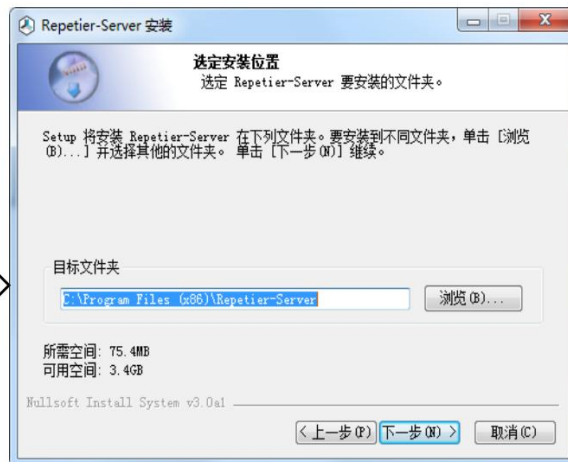 Repetier-Server 安装
选定安装位置
选定 Repetier-Server 要安装的文件夹。
Setup 将安装 Repetier-Server 在下列文件夹。要安装到不同文件夹，单击 [浏览
(B)...] 并选择其他的文件夹。 单击 [下一步(N)] 继续。
目标文件夹
C:\Program Files (x86)\Repetier-Server
浏览(B)...
所需空间: 75.4MB
可用空间: 3.4GB
Nullsoft Install System v3.0a1
< 上一步(P) 下一步(N) > 取消(C)